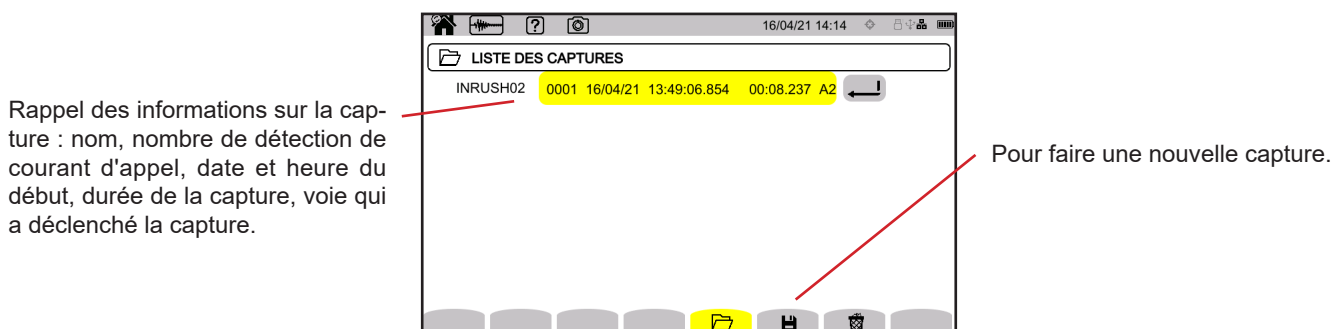 16/04/21 14:14
LISTE DES CAPTURES
INRUSH02 0001 16/04/21 13:49:06.854 00:08.237 A2
Rappel des informations sur la cap-
ture : nom, nombre de détection de
courant d'appel, date et heure du
début, durée de la capture, voie qui
a déclenché la capture.
Pour faire une nouvelle capture.